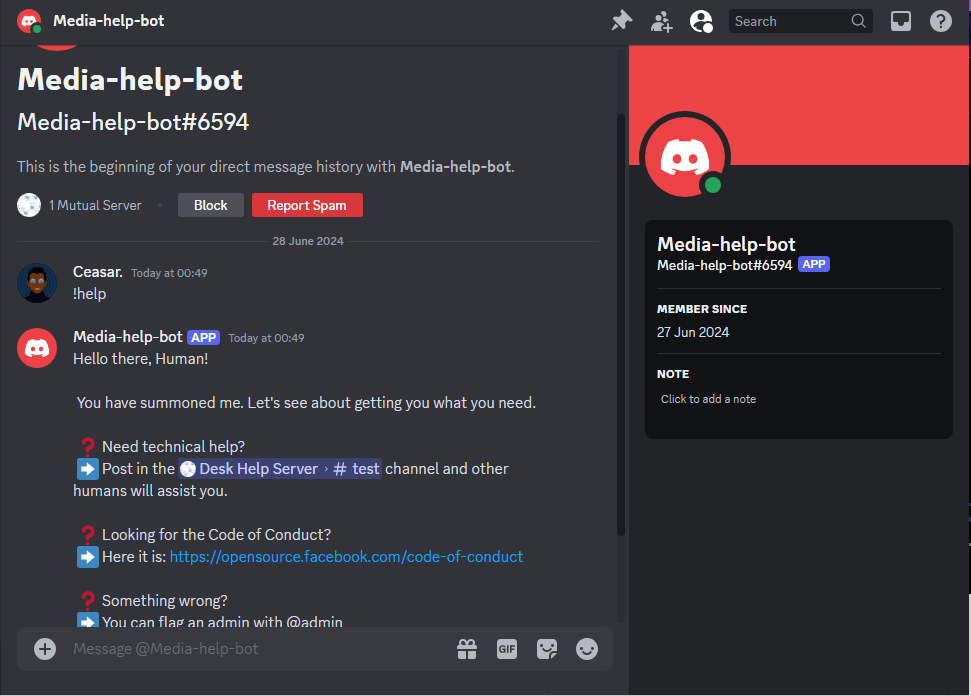 Media-help-bot
Search
Media-help-bot
Media-help-bot#6594
This is the beginning of your direct message history with Media-help-bot.
1 Mutual Server
Block
Report Spam
28 June 2024
Ceasar. Today at 00:49
!help
Media-help-bot APP Today at 00:49
Hello there, Human!
You have summoned me. Let's see about getting you what you need.
❓ Need technical help?
➡ Post in the Desk Help Server › # test channel and other
humans will assist you.
❓ Looking for the Code of Conduct?
➡ Here it is: https://opensource.facebook.com/code-of-conduct
❓ Something wrong?
➡ You can flag an admin with @admin
Message @Media-help-bot
GIF
Media-help-bot
Media-help-bot#6594 APP
MEMBER SINCE
27 Jun 2024
NOTE
Click to add a note